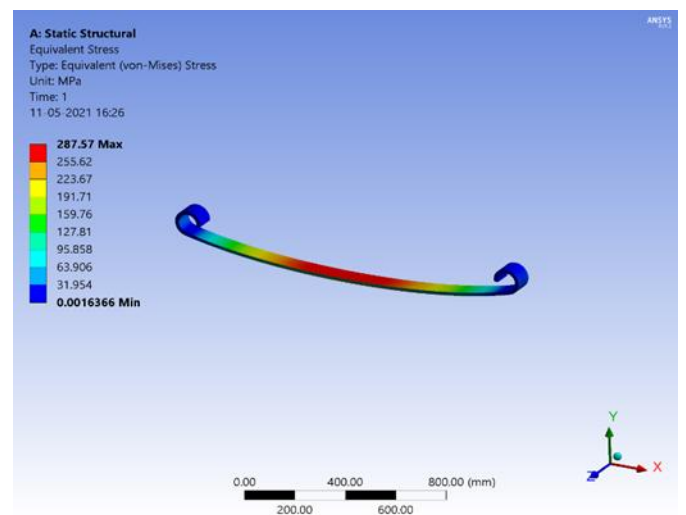 ANSYS
A: Static Structural
Equivalent Stress
Type: Equivalent (von-Mises) Stress
Unit: MPa
Time: 1
11-05-2021 16:26
287.57 Max
255.62
223.67
191.71
159.76
127.81
95.858
63.906
31.954
0.0016366 Min
Y
X
Z
0.00 400.00 800.00 (mm)
200.00 600.00